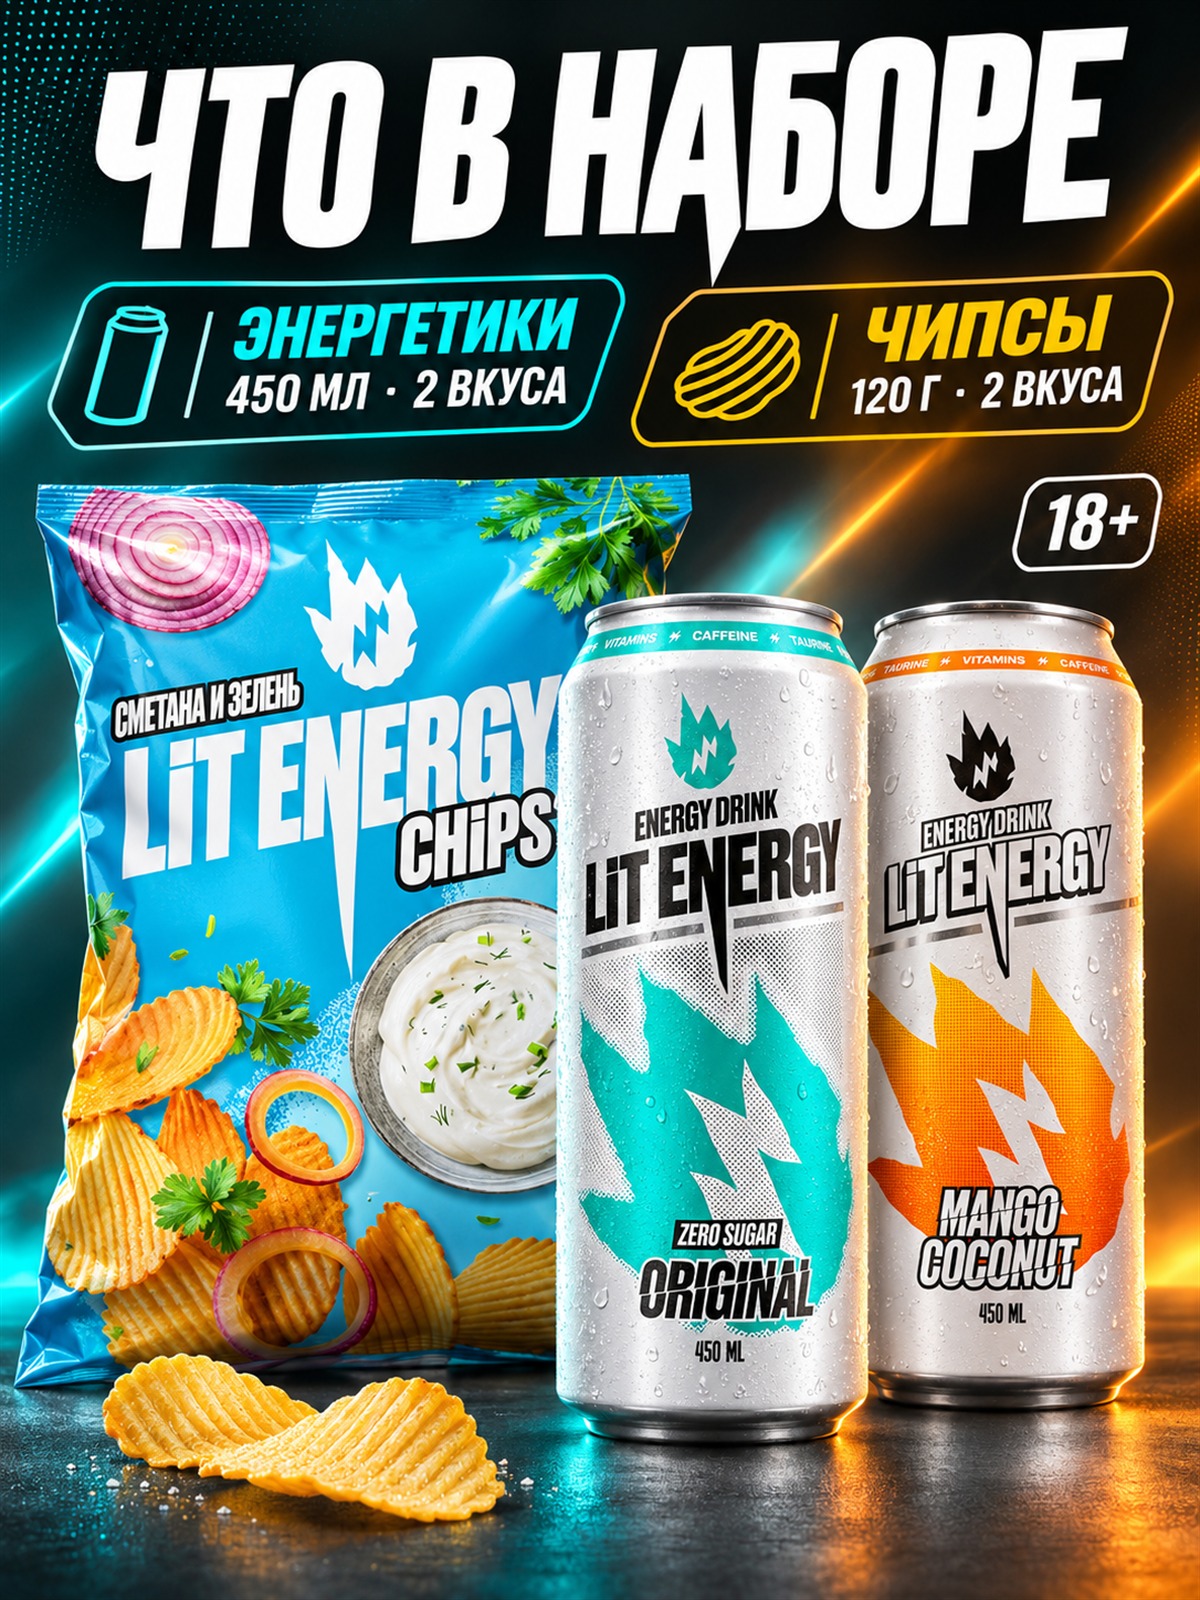 ЧТО В НАБОРЕ
ЭНЕРГЕТИКИ
450 МЛ · 2 ВКУСА
ЧИПСЫ
120 Г · 2 ВКУСА
18+
СМЕТАНА И ЗЕЛЕНЬ
LiT ENERGY
CHiPS
VITAMINS CAFFEINE TAURINE
ENERGY DRINK
LiT ENERGY
ZERO SUGAR
ORIGINAL
450 ML
TAURINE VITAMINS CAFFEINE
ENERGY DRINK
LiT ENERGY
MANGO
COCONUT
450 ML